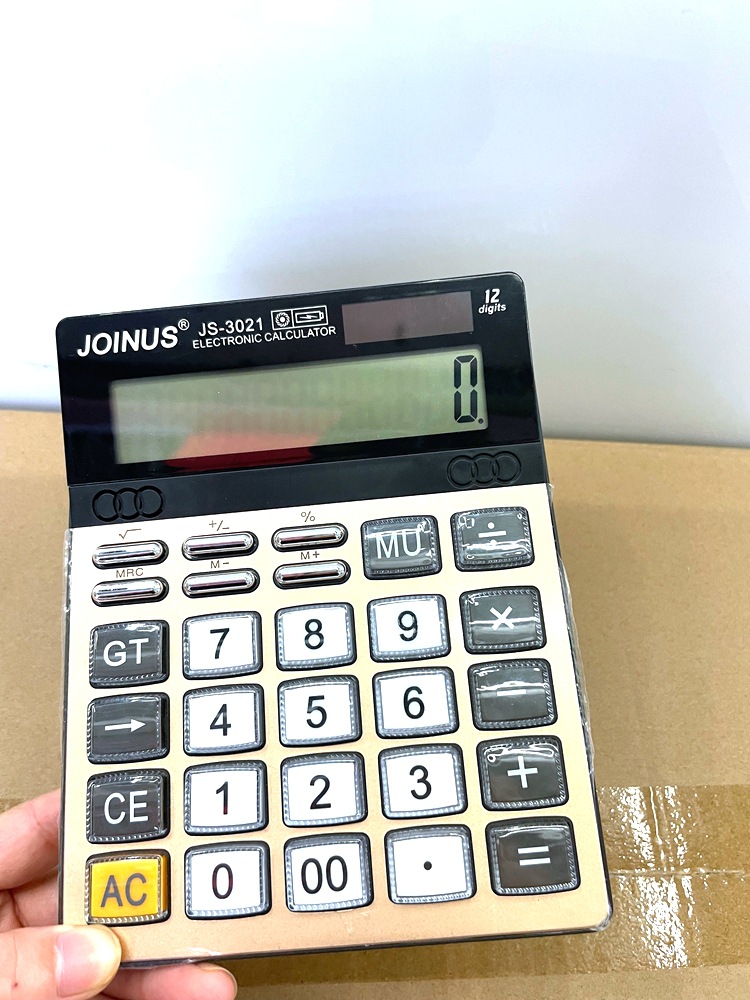 JOINUS® JS-3021
ELECTRONIC CALCULATOR
12
digits
0.
√ +/- %
MU ÷
MRC M- M+
GT 7 8 9 ×
→ 4 5 6 -
CE 1 2 3 +
AC 0 00 . =